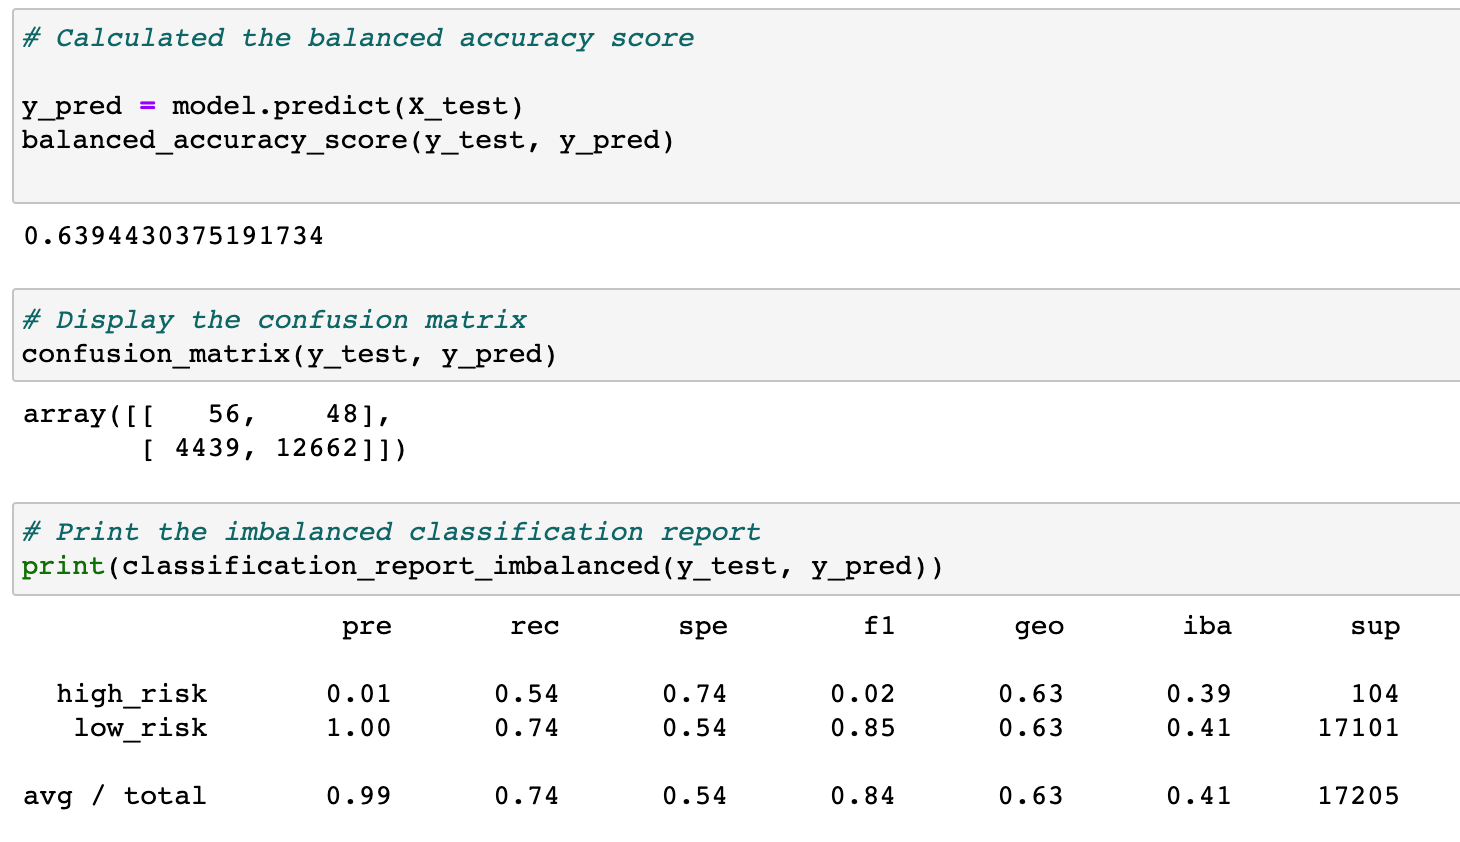 # Calculated the balanced accuracy score
y_pred = model.predict(X_test)
balanced_accuracy_score(y_test, y_pred)
0.6394430375191734
# Display the confusion matrix
confusion_matrix(y_test, y_pred)
array([[   56,    48],
       [ 4439, 12662]])
# Print the imbalanced classification report
print(classification_report_imbalanced(y_test, y_pred))
                   pre       rec       spe        f1       geo       iba       sup
  high_risk       0.01      0.54      0.74      0.02      0.63      0.39       104
   low_risk       1.00      0.74      0.54      0.85      0.63      0.41     17101
avg / total       0.99      0.74      0.54      0.84      0.63      0.41     17205